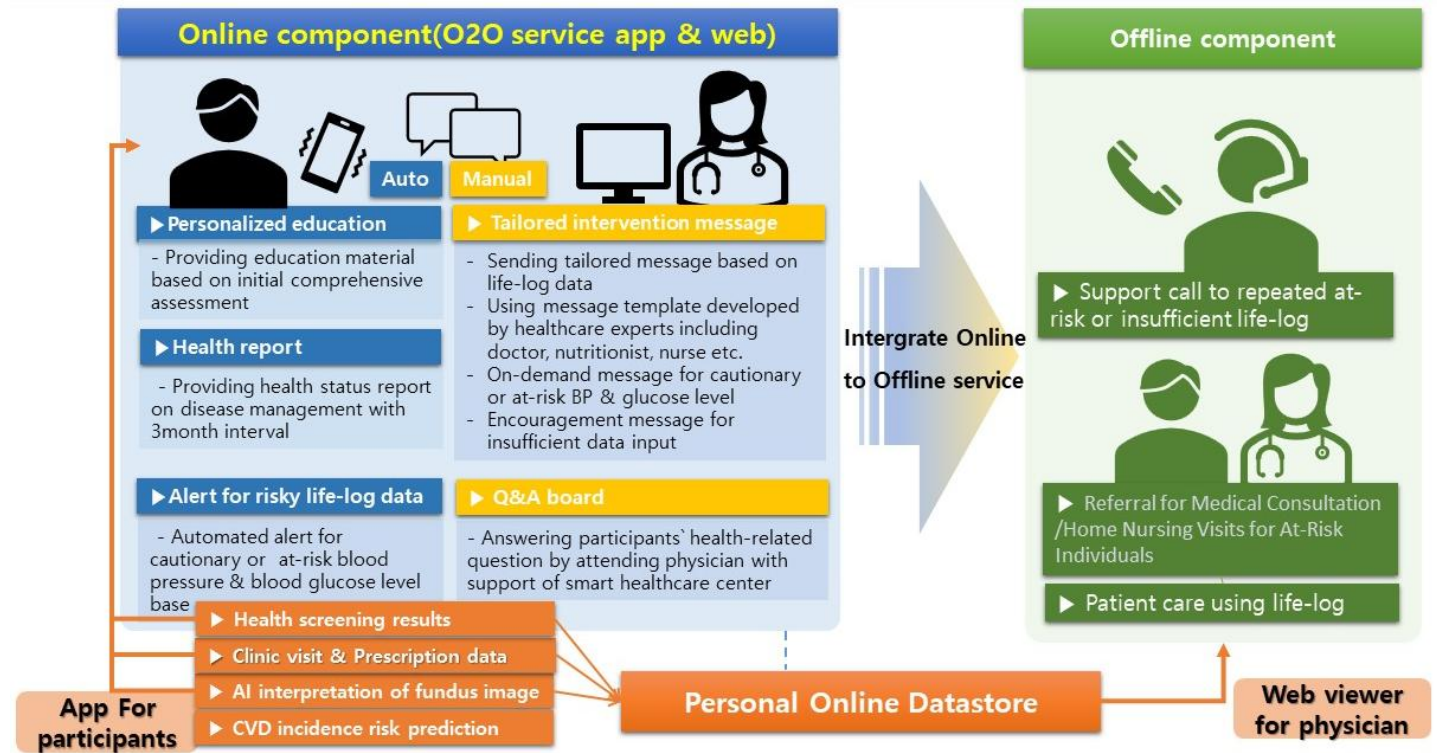 Online component(O2O service app & web)
Auto
Manual
▶Personalized education
- Providing education material
based on initial comprehensive
assessment
▶Health report
- Providing health status report
on disease management with
3month interval
▶Alert for risky life-log data
- Automated alert for
cautionary or at-risk blood
pressure & blood glucose level
base
▶ Tailored intervention message
- Sending tailored message based on
life-log data
- Using message template developed
by healthcare experts including
doctor, nutritionist, nurse etc.
- On-demand message for cautionary
or at-risk BP & glucose level
- Encouragement message for
insufficient data input
▶ Q&A board
- Answering participants` health-related
question by attending physician with
support of smart healthcare center
Intergrate Online
to Offline service
Offline component
▶ Support call to repeated at-
risk or insufficient life-log
▶ Referral for Medical Consultation
/Home Nursing Visits for At-Risk
Individuals
▶ Patient care using life-log
▶ Health screening results
▶ Clinic visit & Prescription data
▶ AI interpretation of fundus image
▶ CVD incidence risk prediction
App For
participants
Personal Online Datastore
Web viewer
for physician